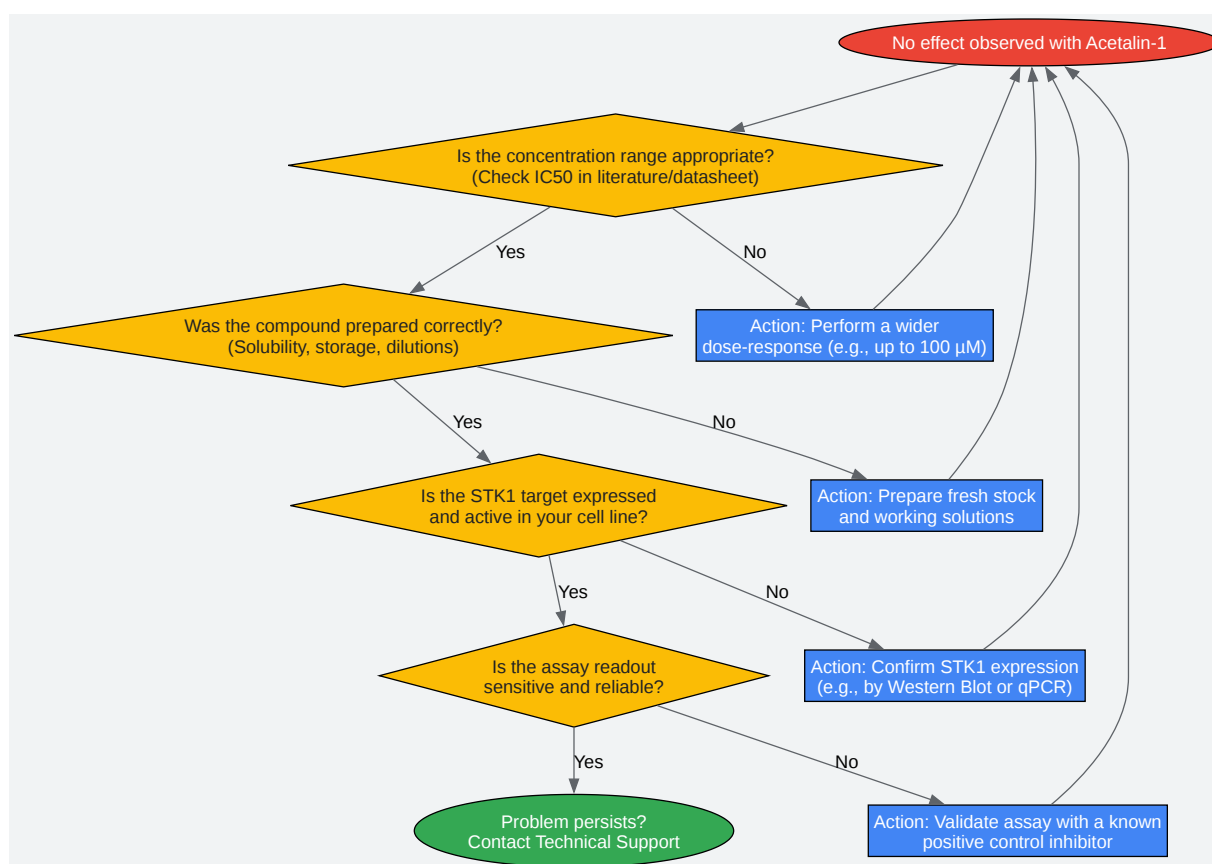 No effect observed with Acetalin-1
Is the concentration range appropriate?
(Check IC50 in literature/datasheet)
Yes
No
Was the compound prepared correctly?
(Solubility, storage, dilutions)
Action: Perform a wider
dose-response (e.g., up to 100 µM)
Yes
No
Is the STK1 target expressed
and active in your cell line?
Action: Prepare fresh stock
and working solutions
Yes
No
Is the assay readout
sensitive and reliable?
Action: Confirm STK1 expression
(e.g., by Western Blot or qPCR)
Yes
No
Problem persists?
Contact Technical Support
Action: Validate assay with a known
positive control inhibitor